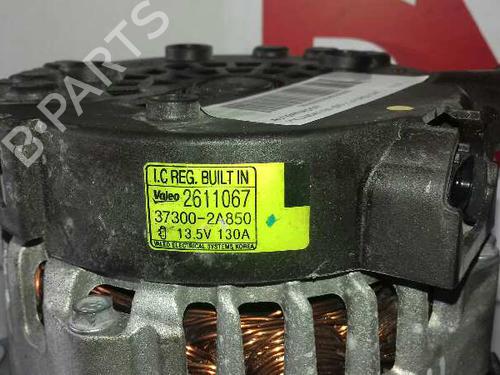 B-PARTS
I.C REG. BUILT IN
Valeo 2611067
37300-2A850
13.5V 130A
VALEO ELECTRICAL SYSTEMS KOREA